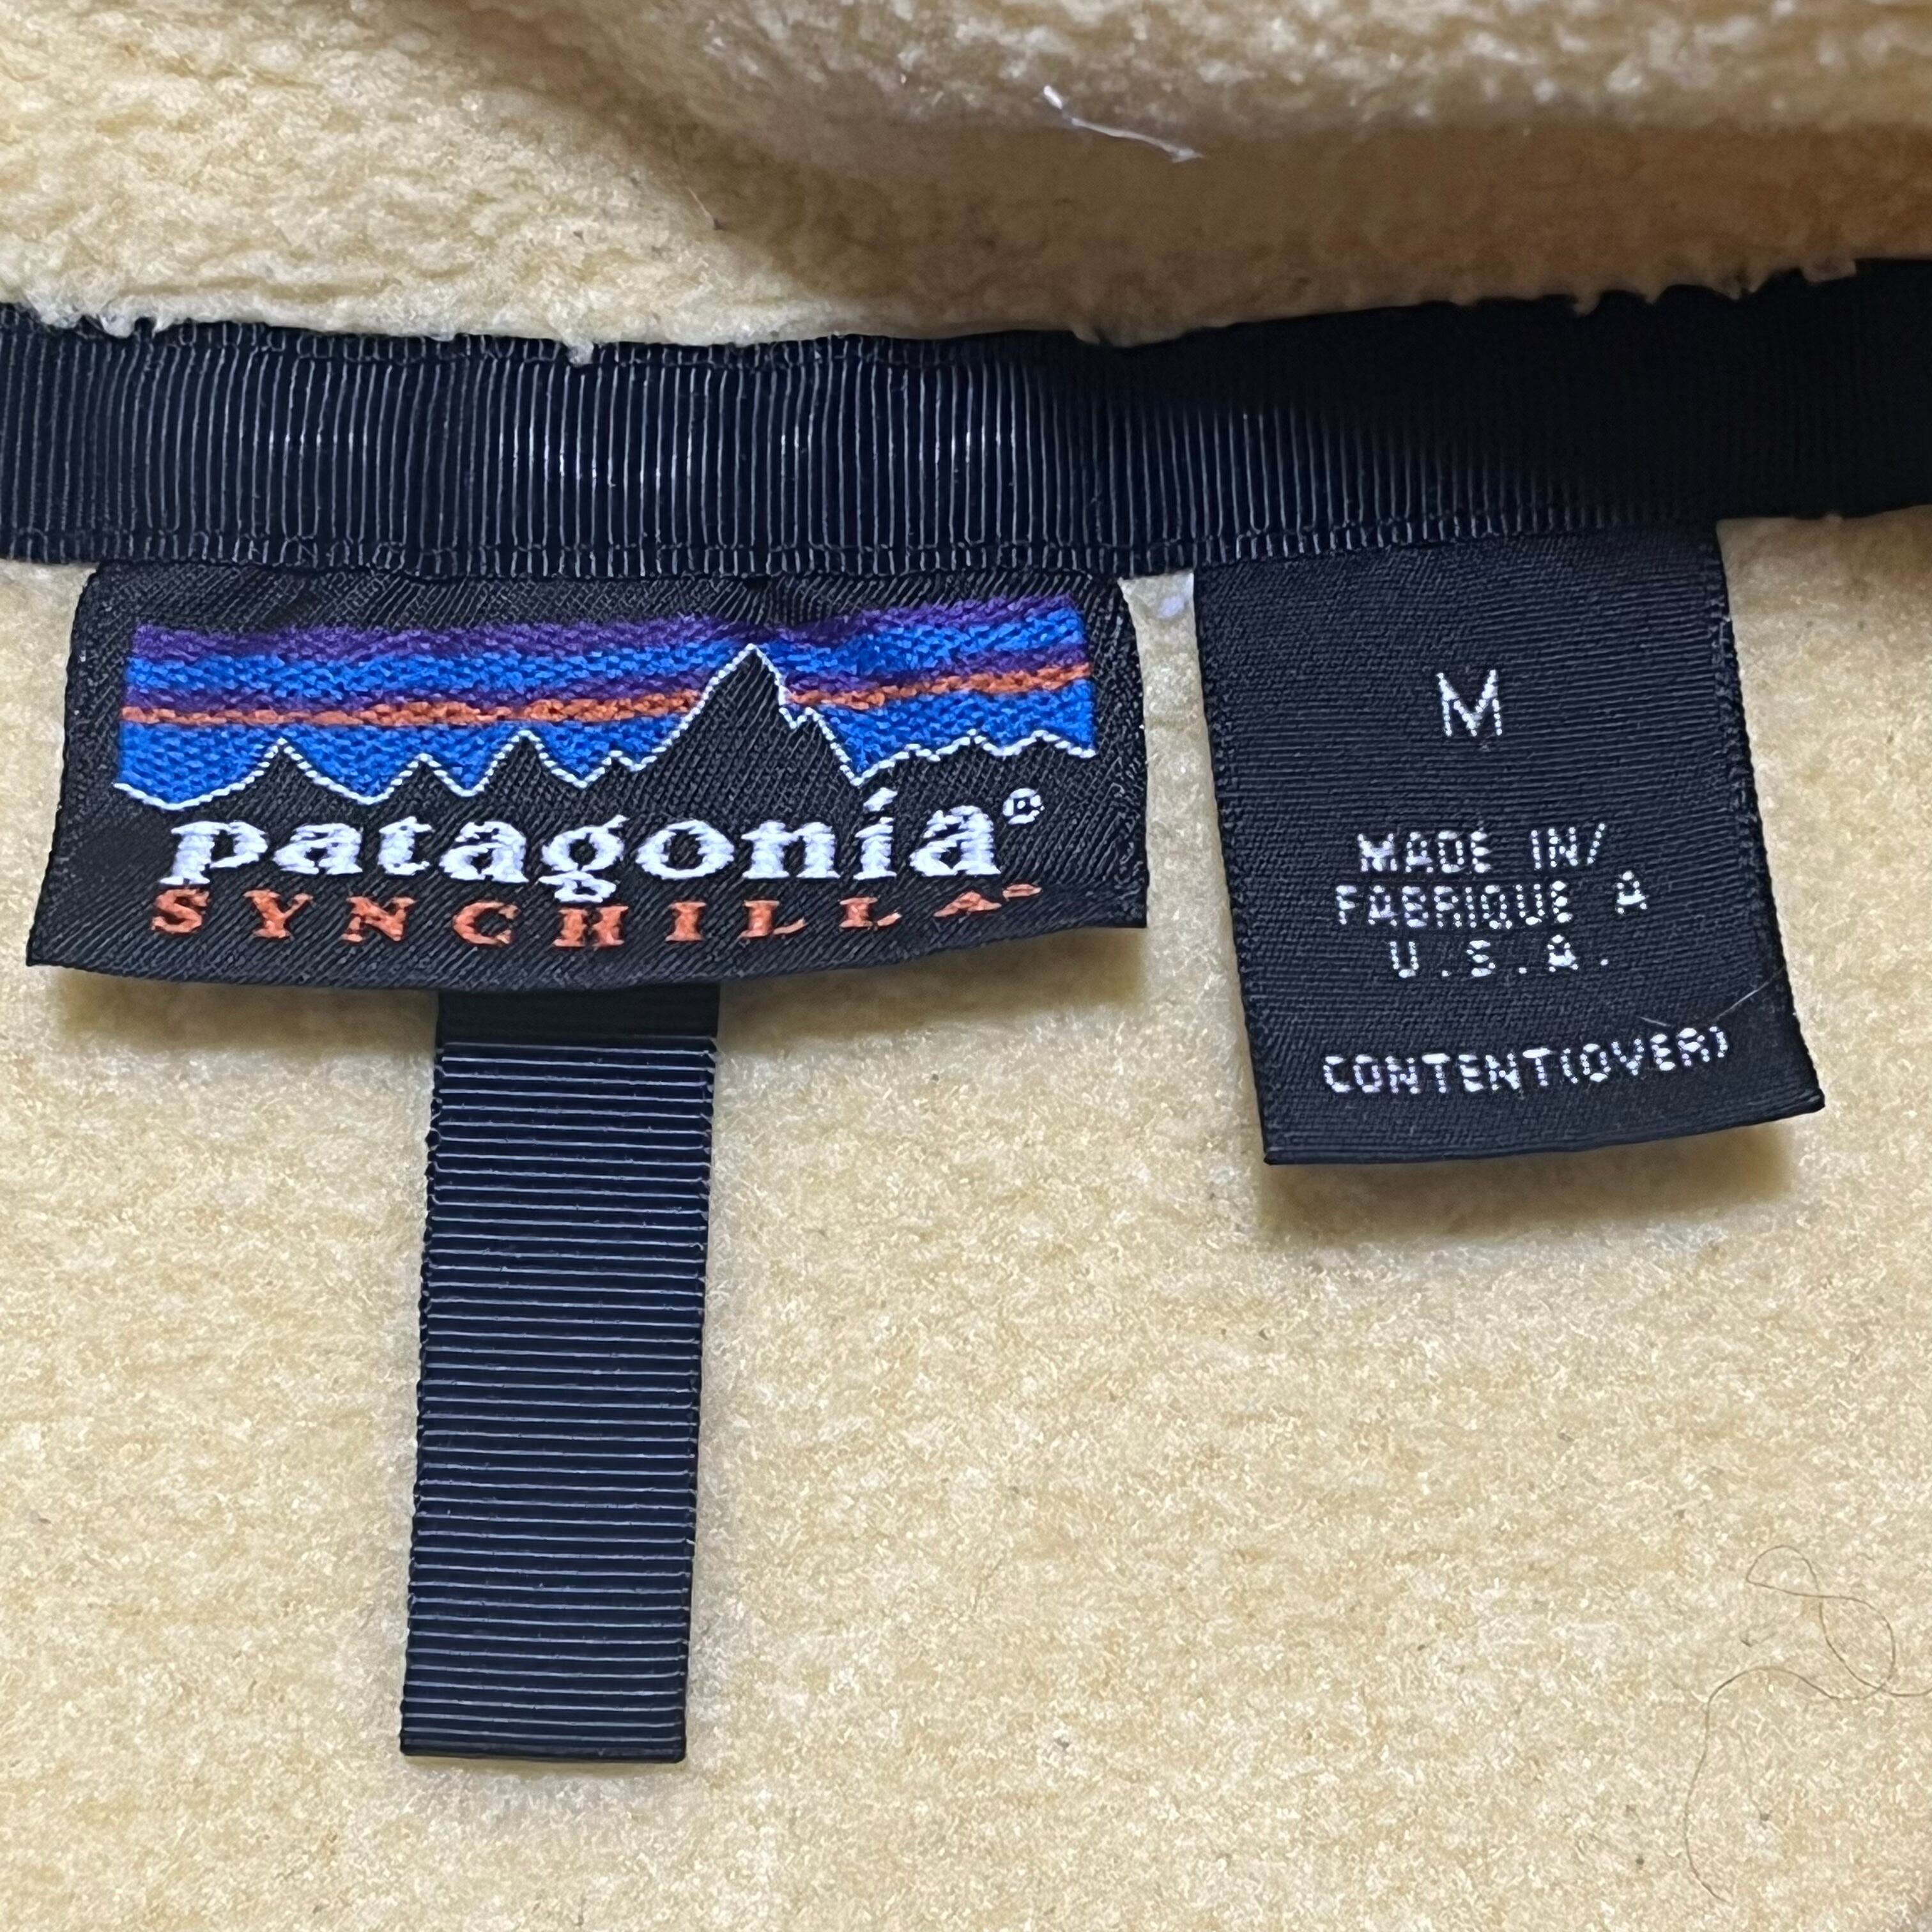 patagonia®
SYNCHILLA®
M
MADE IN/
FABRIQUE A
U.S.A.
CONTENT(OVER)